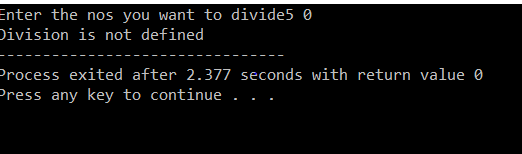 Enter the nos you want to divide5 0
Division is not defined
--------------------------------
Process exited after 2.377 seconds with return value 0
Press any key to continue . . .